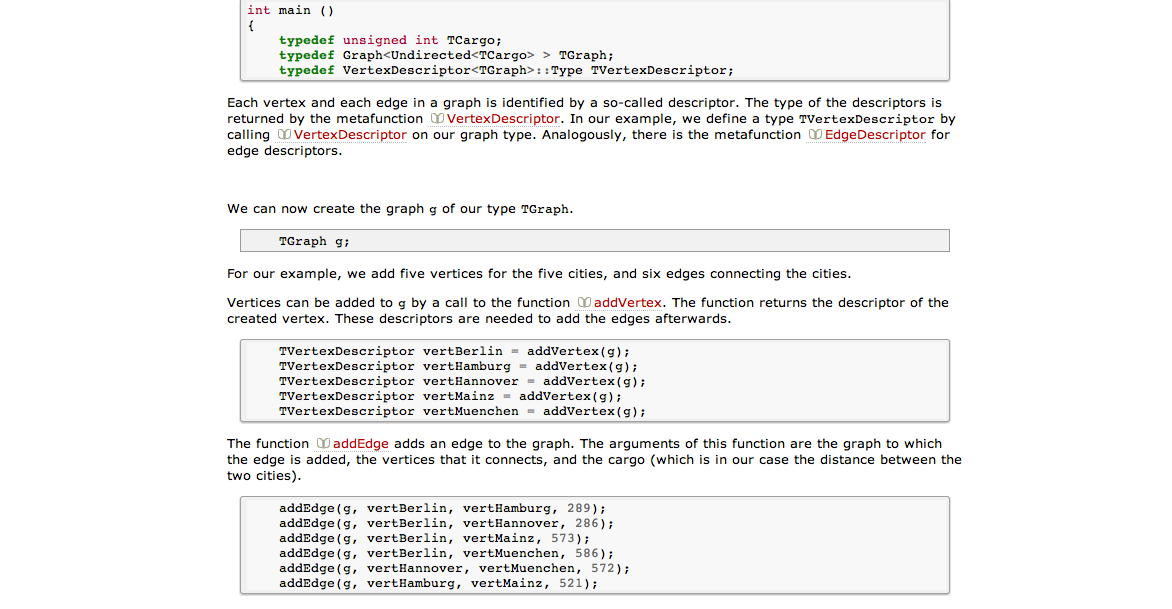 int main ()
{
    typedef unsigned int TCargo;
    typedef Graph<Undirected<TCargo> > TGraph;
    typedef VertexDescriptor<TGraph>::Type TVertexDescriptor;
Each vertex and each edge in a graph is identified by a so-called descriptor. The type of the descriptors is
returned by the metafunction VertexDescriptor. In our example, we define a type TVertexDescriptor by
calling VertexDescriptor on our graph type. Analogously, there is the metafunction EdgeDescriptor for
edge descriptors.
We can now create the graph g of our type TGraph.
    TGraph g;
For our example, we add five vertices for the five cities, and six edges connecting the cities.
Vertices can be added to g by a call to the function addVertex. The function returns the descriptor of the
created vertex. These descriptors are needed to add the edges afterwards.
    TVertexDescriptor vertBerlin = addVertex(g);
    TVertexDescriptor vertHamburg = addVertex(g);
    TVertexDescriptor vertHannover = addVertex(g);
    TVertexDescriptor vertMainz = addVertex(g);
    TVertexDescriptor vertMuenchen = addVertex(g);
The function addEdge adds an edge to the graph. The arguments of this function are the graph to which
the edge is added, the vertices that it connects, and the cargo (which is in our case the distance between the
two cities).
    addEdge(g, vertBerlin, vertHamburg, 289);
    addEdge(g, vertBerlin, vertHannover, 286);
    addEdge(g, vertBerlin, vertMainz, 573);
    addEdge(g, vertBerlin, vertMuenchen, 586);
    addEdge(g, vertHannover, vertMuenchen, 572);
    addEdge(g, vertHamburg, vertMainz, 521);